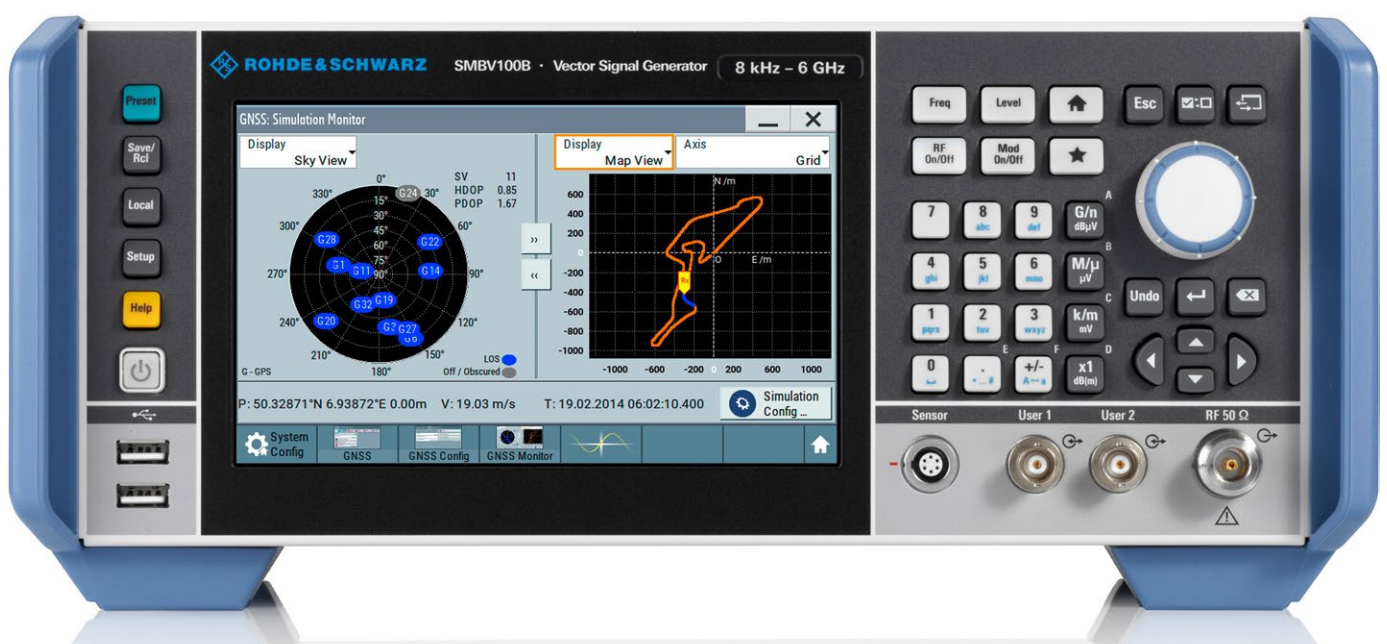 ROHDE & SCHWARZ SMBV100B · Vector Signal Generator 8 kHz – 6 GHz
Preset
Save/
Rcl
Local
Setup
Help
GNSS: Simulation Monitor
Display
Sky View
SV 11
HDOP 0.85
PDOP 1.67
0°
30°
60°
90°
120°
150°
180°
210°
240°
270°
300°
330°
15°
30°
45°
60°
75°
90°
G24
G28
G22
G1
G11
G14
G32
G19
G20
G27
G6
LOS
Off / Obscured
G - GPS
Display
Map View
Axis
Grid
N /m
E /m
600
400
200
0
-200
-400
-600
-800
-1000
-1000 -600 -200 0 200 600 1000
Rx
P: 50.32871°N 6.93872°E 0.00m V: 19.03 m/s T: 19.02.2014 06:02:10.400
Simulation
Config ...
System
Config
GNSS
GNSS Config
GNSS Monitor
Freq
Level
Esc
RF
On/Off
Mod
On/Off
7
8
abc
9
def
G/n
dBµV
A
4
ghi
5
jkl
6
mno
M/µ
µV
B
1
pqrs
2
tuv
3
wxyz
k/m
mV
C
0
.
. _ #
E
+/-
A↔a
F
x1
dB(m)
D
Undo
Sensor
User 1
User 2
RF 50 Ω